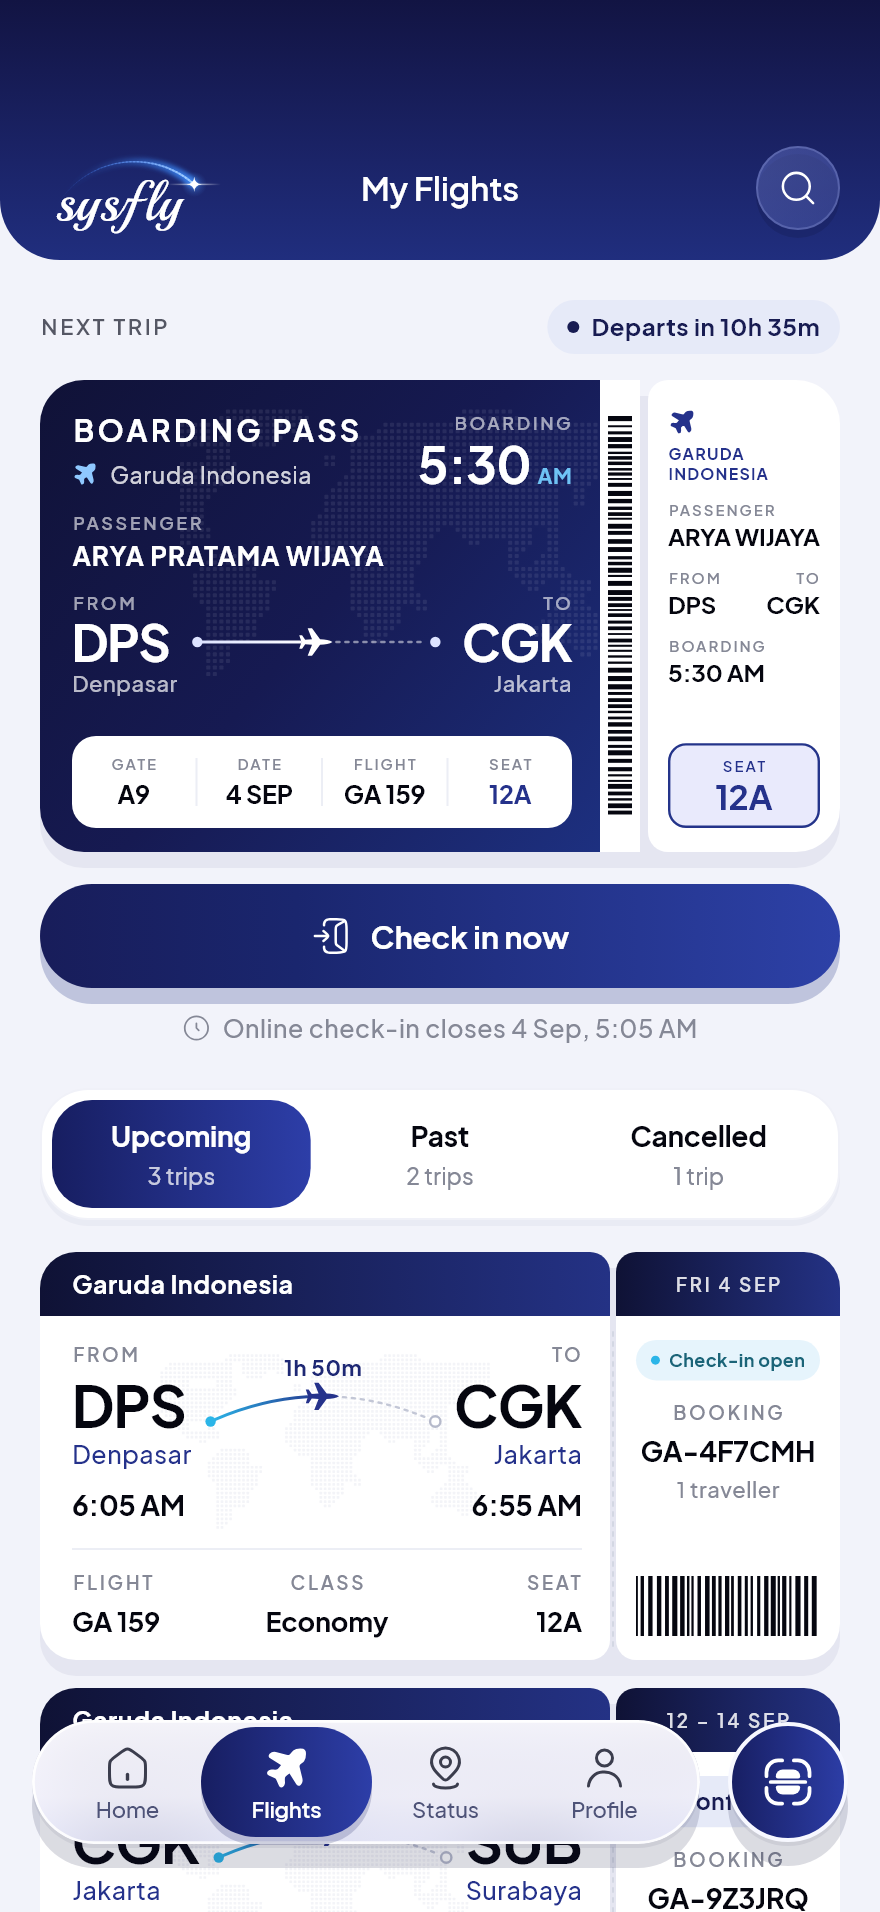 sysfly
My Flights
NEXT TRIP
Departs in 10h 35m
BOARDING PASS
Garuda Indonesia
BOARDING
5:30 AM
PASSENGER
ARYA PRATAMA WIJAYA
FROM
TO
DPS
CGK
Denpasar
Jakarta
GATE
DATE
FLIGHT
SEAT
A9
4 SEP
GA 159
12A
GARUDA
INDONESIA
PASSENGER
ARYA WIJAYA
FROM
TO
DPS
CGK
BOARDING
5:30 AM
SEAT
12A
Check in now
Online check-in closes 4 Sep, 5:05 AM
Upcoming
3 trips
Past
2 trips
Cancelled
1 trip
Garuda Indonesia
FRI 4 SEP
FROM
TO
1h 50m
DPS
CGK
Denpasar
Jakarta
6:05 AM
6:55 AM
FLIGHT
CLASS
SEAT
GA 159
Economy
12A
Check-in open
BOOKING
GA-4F7CMH
1 traveller
Garuda Indonesia
12 – 14 SEP
Home
Flights
Status
Profile
CGK
SUB
Jakarta
Surabaya
BOOKING
GA-9Z3JRQ